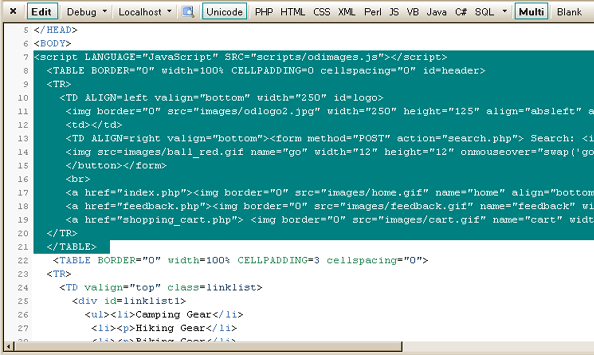 × Edit Debug Localhost Unicode PHP HTML CSS XML Perl JS VB Java C# SQL Multi Blank
5 </HEAD>
6 <BODY>
7 <script LANGUAGE="JavaScript" SRC="scripts/odimages.js"></script>
8 <TABLE BORDER="0" width=100% CELLPADDING=0 cellspacing="0" id=header>
9 <TR>
10 <TD ALIGN=left valign="bottom" width="250" id=logo>
11 <img border="0" src="images/odlogo2.jpg" width="250" height="125" align="absleft" a
12 <td></td>
13 <TD ALIGN=right valign="bottom"><form method="POST" action="search.php"> Search: <i
14 <img src=images/ball_red.gif name="go" width="12" height="12" onmouseover="swap('go
15 </button></form>
16 <br>
17 <a href="index.php"><img border="0" src="images/home.gif" name="home" align="bottom
18 <a href="feedback.php"><img border="0" src="images/feedback.gif" name="feedback" wi
19 <a href="shopping_cart.php"> <img border="0" src="images/cart.gif" name="cart" widt
20 </TR>
21 </TABLE>
22 <TABLE BORDER="0" width=100% CELLPADDING=3 cellspacing="0">
23 <TR>
24 <TD valign="top" class=linklist>
25 <div id=linklist1>
26 <ul><li>Camping Gear</li>
27 <li><p>Hiking Gear</li>
28 <li><p>Biking Gear</li>